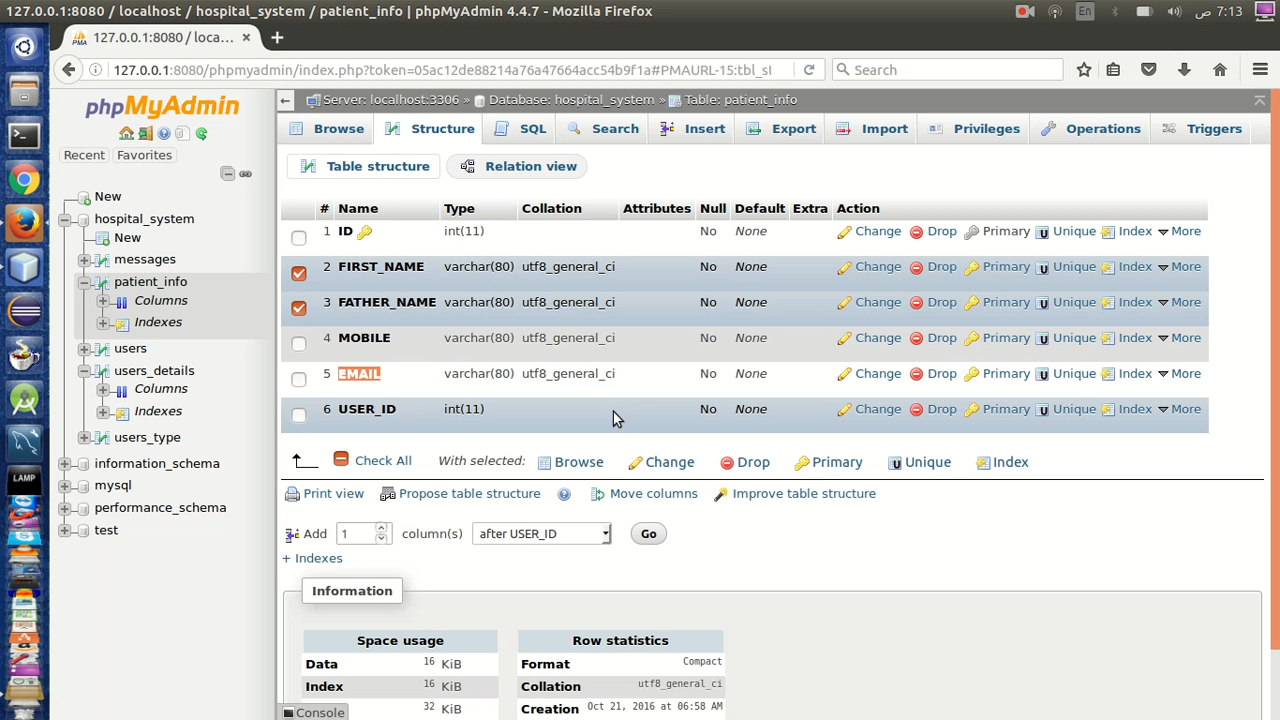 127.0.0.1:8080 / localhost / hospital_system / patient_info | phpMyAdmin 4.4.7 - Mozilla Firefox
En
7:13 ص
127.0.0.1:8080 / loca...
127.0.0.1:8080/phpmyadmin/index.php?token=05ac12de88214a76a47664acc54b9f1a#PMAURL-15:tbl_st
Search
phpMyAdmin
Recent Favorites
New
hospital_system
New
messages
patient_info
Columns
Indexes
users
users_details
Columns
Indexes
users_type
information_schema
mysql
performance_schema
test
LAMP
Server: localhost:3306 » Database: hospital_system » Table: patient_info
Browse Structure SQL Search Insert Export Import Privileges Operations Triggers
Table structure Relation view
# Name Type Collation Attributes Null Default Extra Action
1 ID int(11) No None Change Drop Primary Unique Index More
2 FIRST_NAME varchar(80) utf8_general_ci No None Change Drop Primary Unique Index More
3 FATHER_NAME varchar(80) utf8_general_ci No None Change Drop Primary Unique Index More
4 MOBILE varchar(80) utf8_general_ci No None Change Drop Primary Unique Index More
5 EMAIL varchar(80) utf8_general_ci No None Change Drop Primary Unique Index More
6 USER_ID int(11) No None Change Drop Primary Unique Index More
Check All With selected: Browse Change Drop Primary Unique Index
Print view Propose table structure Move columns Improve table structure
Add 1 column(s) after USER_ID Go
+ Indexes
Information
Space usage
Data 16 KiB
Index 16 KiB
32 KiB
Row statistics
Format Compact
Collation utf8_general_ci
Creation Oct 21, 2016 at 06:58 AM
Console